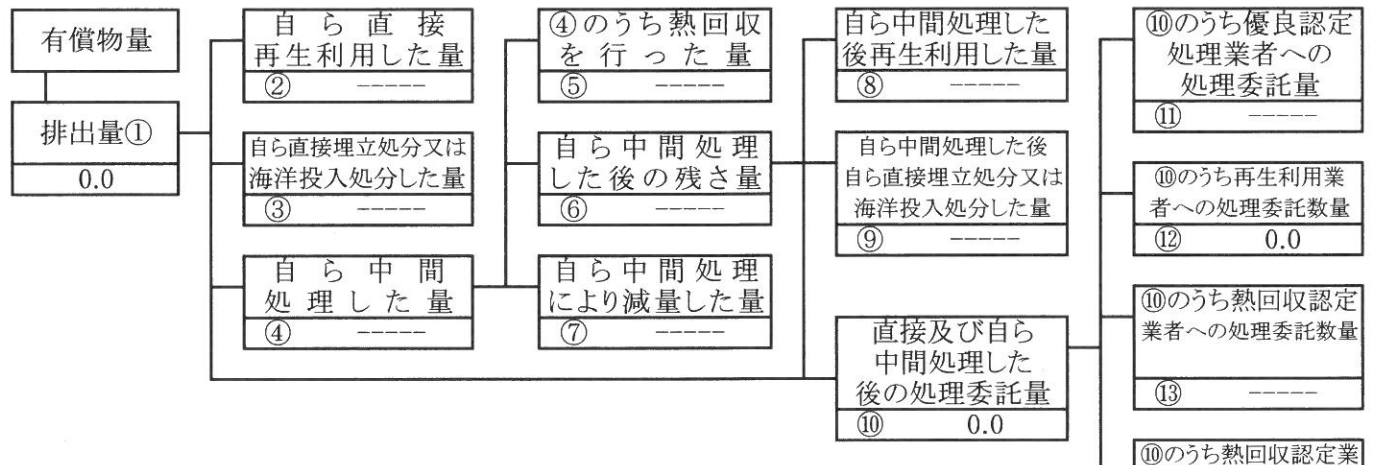 有償物量
排出量①
0.0
自ら直接
再生利用した量
② -----
自ら直接埋立処分又は
海洋投入処分した量
③ -----
自ら中間
処理した量
④ -----
④のうち熱回収
を行った量
⑤ -----
自ら中間処理
した後の残さ量
⑥ -----
自ら中間処理
により減量した量
⑦ -----
自ら中間処理した
後再生利用した量
⑧ -----
自ら中間処理した後
自ら直接埋立処分又は
海洋投入処分した量
⑨ -----
直接及び自ら
中間処理した
後の処理委託量
⑩ 0.0
⑩のうち優良認定
処理業者への
処理委託量
⑪ -----
⑩のうち再生利用業
者への処理委託数量
⑫ 0.0
⑩のうち熱回収認定
業者への処理委託数量
⑬ -----
⑩のうち熱回収認定業